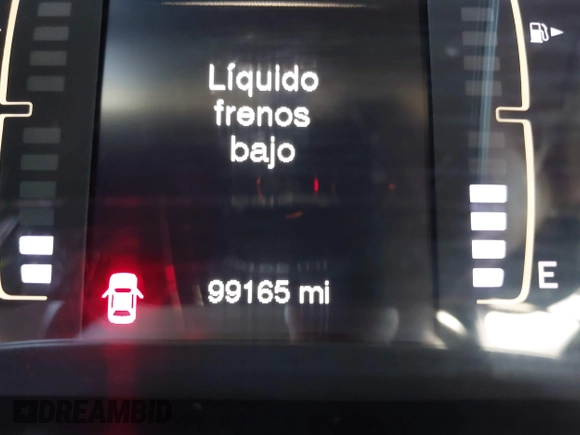 Líquido
frenos
bajo
99165 mi
E
DREAMBID